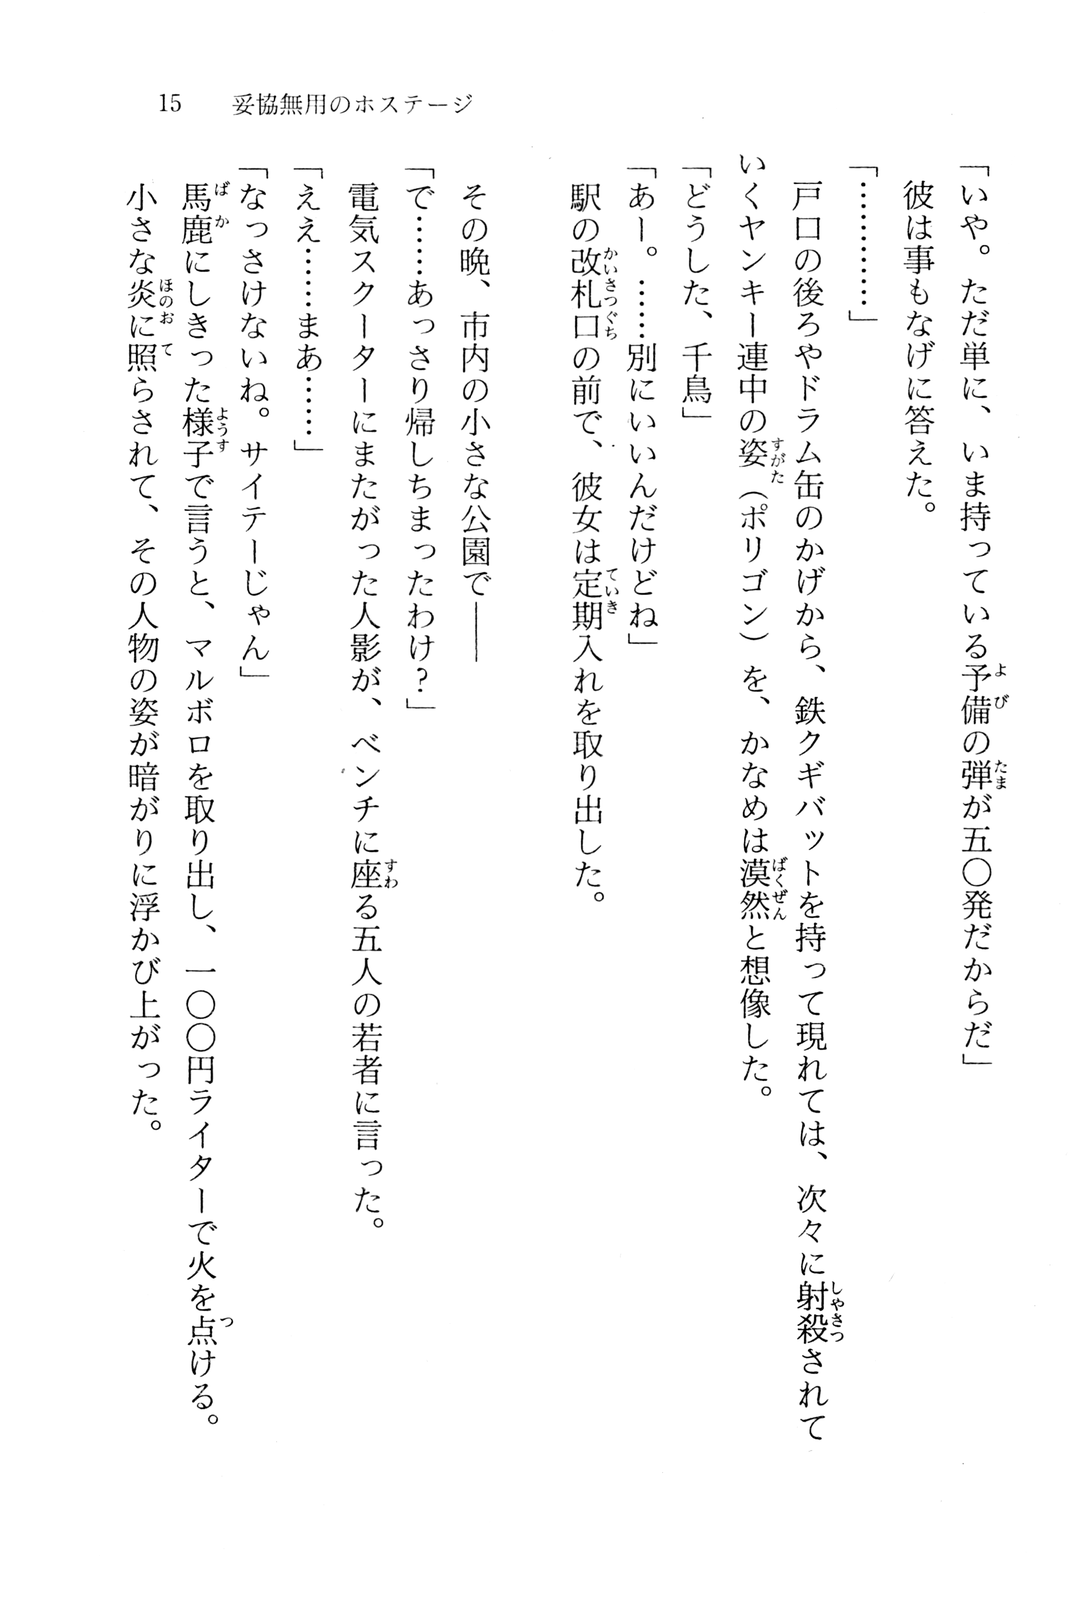 15　妥協無用のホステージ
「いや。ただ単に、いま持っている予備の弾が五〇発だからだ」
彼は事もなげに答えた。
「…………」
戸口の後ろやドラム缶のかげから、鉄クギバットを持って現れては、次々に射殺されて
いくヤンキー連中の姿（ポリゴン）を、かなめは漠然と想像した。
「どうした、千鳥」
「あー。……別にいいんだけどね」
駅の改札口の前で、彼女は定期入れを取り出した。
その晩、市内の小さな公園で――
「で……あっさり帰しちまったわけ？」
電気スクーターにまたがった人影が、ベンチに座る五人の若者に言った。
「ええ……まあ……」
「なっさけないね。サイテーじゃん」
馬鹿にしきった様子で言うと、マルボロを取り出し、一〇〇円ライターで火を点ける。
小さな炎に照らされて、その人物の姿が暗がりに浮かび上がった。